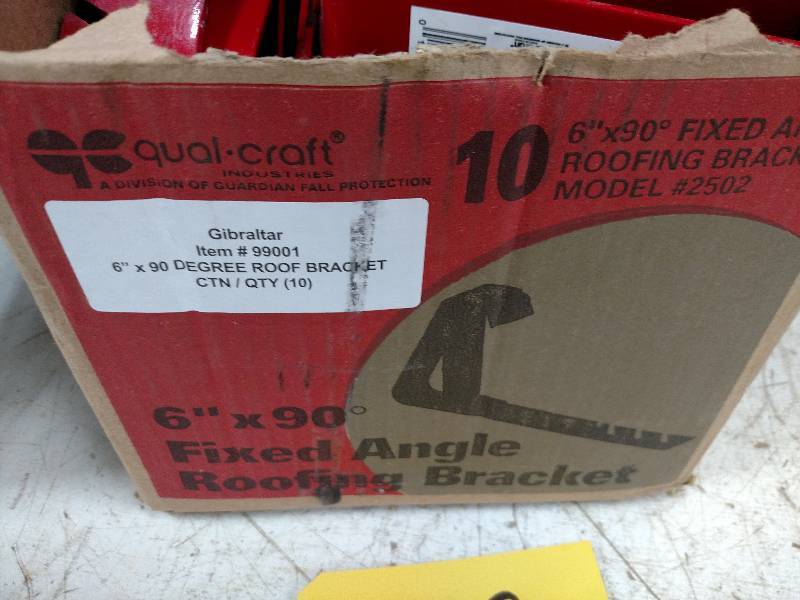 qual·craft®
INDUSTRIES
A DIVISION OF GUARDIAN FALL PROTECTION
10
6"x90° FIXED
ROOFING
MODEL #2502
Gibraltar
Item # 99001
6" x 90 DEGREE ROOF BRACKET
CTN / QTY (10)
6" x 90°
Fixed Angle
Roofing Bracket